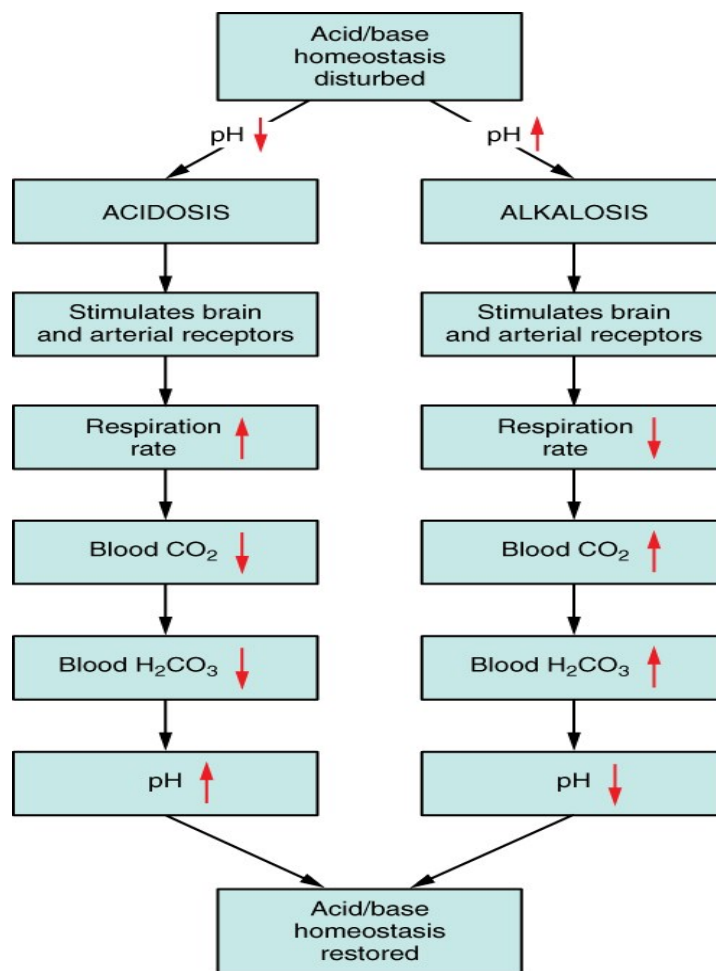 Acid/base
homeostasis
disturbed
pH
pH
ACIDOSIS
ALKALOSIS
Stimulates brain
and arterial receptors
Stimulates brain
and arterial receptors
Respiration
rate
Respiration
rate
Blood CO₂
Blood CO₂
Blood H₂CO₃
Blood H₂CO₃
pH
pH
Acid/base
homeostasis
restored